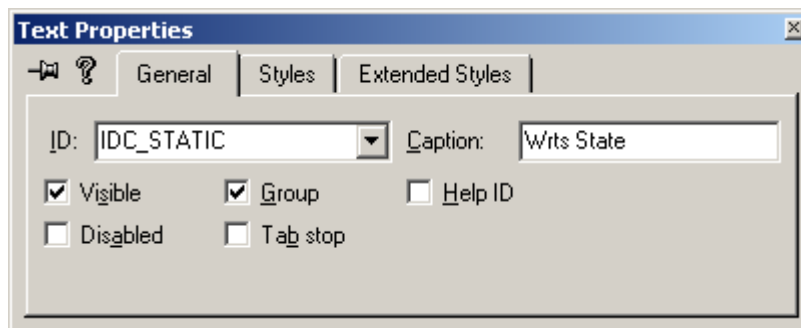 Text Properties
General Styles Extended Styles
ID: IDC_STATIC Caption: Wrts State
Visible Group Help ID
Disabled Tab stop